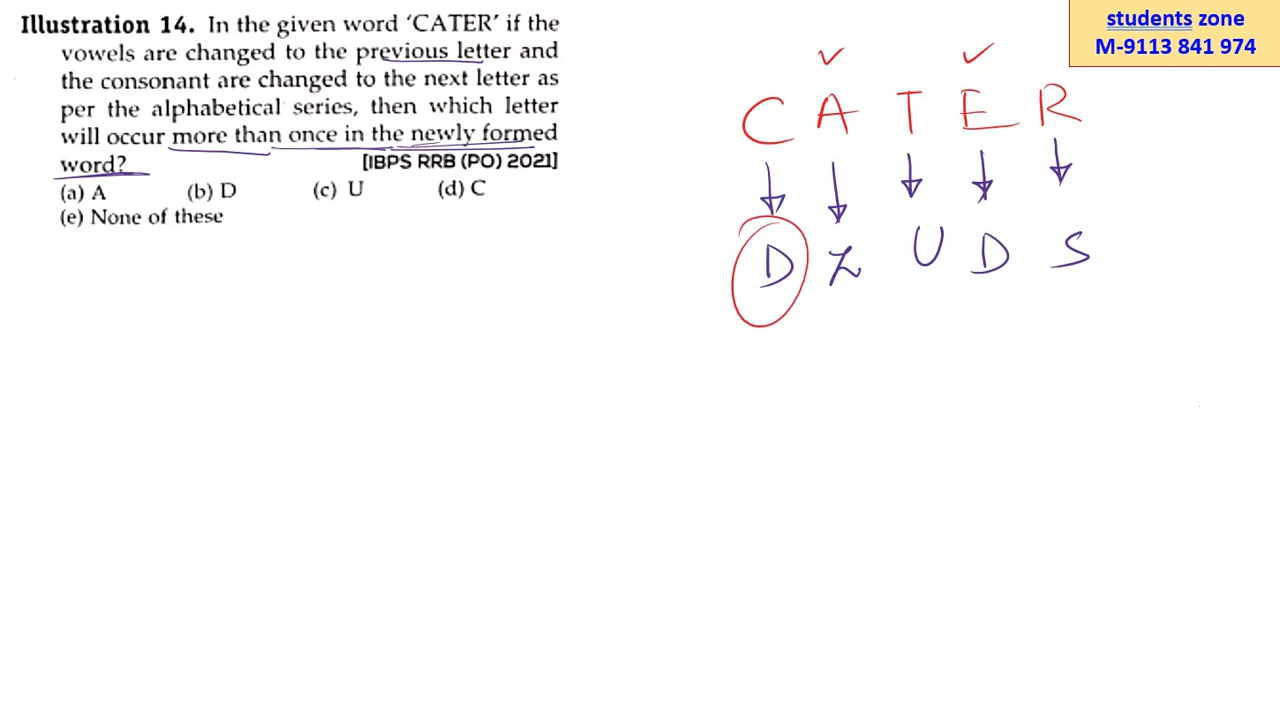 Illustration 14. In the given word ‘CATER’ if the
vowels are changed to the previous letter and
the consonant are changed to the next letter as
per the alphabetical series, then which letter
will occur more than once in the newly formed
word? [IBPS RRB (PO) 2021]
(a) A (b) D (c) U (d) C
(e) None of these
students zone
M-9113 841 974
C A T E R
D Z U D S